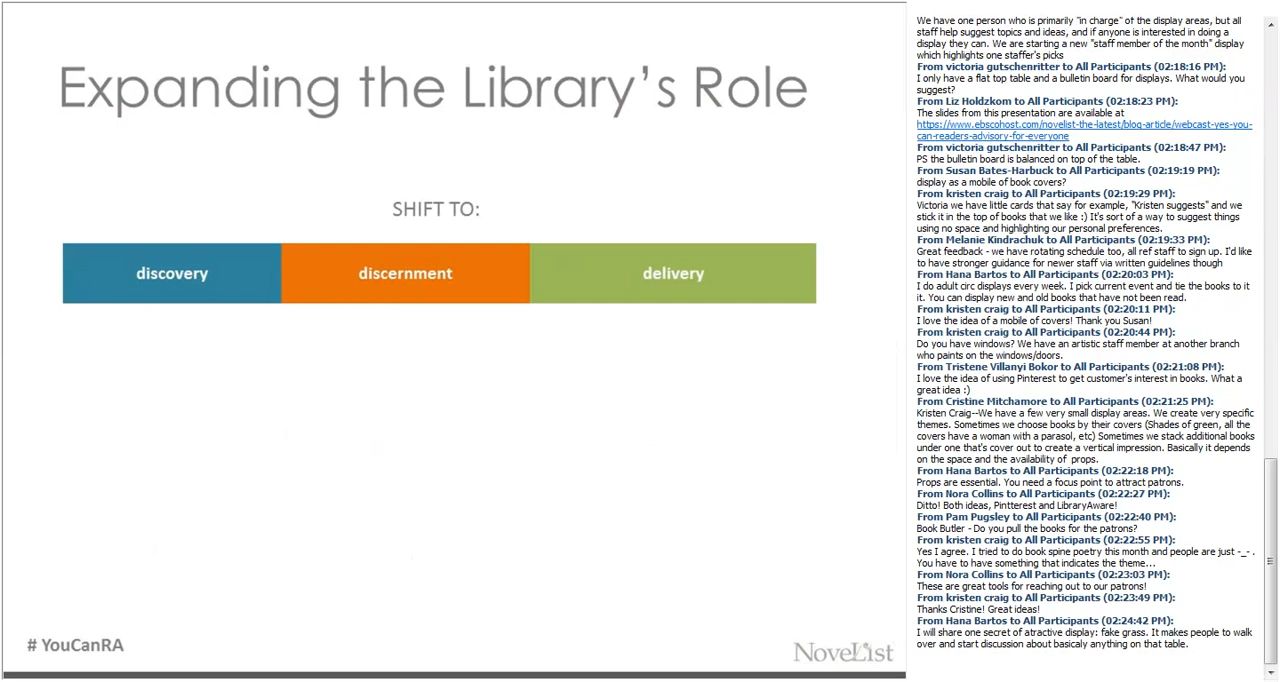 Expanding the Library's Role
SHIFT TO:
discovery discernment delivery
# YouCanRA
NoveList
We have one person who is primarily "in charge" of the display areas, but all
staff help suggest topics and ideas, and if anyone is interested in doing a
display they can. We are starting a new "staff member of the month" display
which highlights one staffer's picks
From victoria gutschenritter to All Participants (02:18:16 PM):
I only have a flat top table and a bulletin board for displays. What would you
suggest?
From Liz Holdzkom to All Participants (02:18:23 PM):
The slides from this presentation are available at
https://www.ebscohost.com/novelist-the-latest/blog-article/webcast-yes-you-
can-readers-advisory-for-everyone
From victoria gutschenritter to All Participants (02:18:47 PM):
PS the bulletin board is balanced on top of the table.
From Susan Bates-Harbuck to All Participants (02:19:19 PM):
display as a mobile of book covers?
From kristen craig to All Participants (02:19:29 PM):
Victoria we have little cards that say for example, "Kristen suggests" and we
stick it in the top of books that we like :) It's sort of a way to suggest things
using no space and highlighting our personal preferences.
From Melanie Kindrachuk to All Participants (02:19:33 PM):
Great feedback - we have rotating schedule too, all ref staff to sign up. I'd like
to have stronger guidance for newer staff via written guidelines though
From Hana Bartos to All Participants (02:20:03 PM):
I do adult circ displays every week. I pick current event and tie the books to it
it. You can display new and old books that have not been read.
From kristen craig to All Participants (02:20:11 PM):
I love the idea of a mobile of covers! Thank you Susan!
From kristen craig to All Participants (02:20:44 PM):
Do you have windows? We have an artistic staff member at another branch
who paints on the windows/doors.
From Tristene Villanyi Bokor to All Participants (02:21:08 PM):
I love the idea of using Pinterest to get customer's interest in books. What a
great idea :)
From Cristine Mitchamore to All Participants (02:21:25 PM):
Kristen Craig--We have a few very small display areas. We create very specific
themes. Sometimes we choose books by their covers (Shades of green, all the
covers have a woman with a parasol, etc) Sometimes we stack additional books
under one that's cover out to create a vertical impression. Basically it depends
on the space and the availability of props.
From Hana Bartos to All Participants (02:22:18 PM):
Props are essential. You need a focus point to attract patrons.
From Nora Collins to All Participants (02:22:27 PM):
Ditto! Both ideas, Pintterest and LibraryAware!
From Pam Pugsley to All Participants (02:22:40 PM):
Book Butler - Do you pull the books for the patrons?
From kristen craig to All Participants (02:22:55 PM):
Yes I agree. I tried to do book spine poetry this month and people are just -_- .
You have to have something that indicates the theme...
From Nora Collins to All Participants (02:23:03 PM):
These are great tools for reaching out to our patrons!
From kristen craig to All Participants (02:23:49 PM):
Thanks Cristine! Great ideas!
From Hana Bartos to All Participants (02:24:42 PM):
I will share one secret of atractive display: fake grass. It makes people to walk
over and start discussion about basicaly anything on that table.